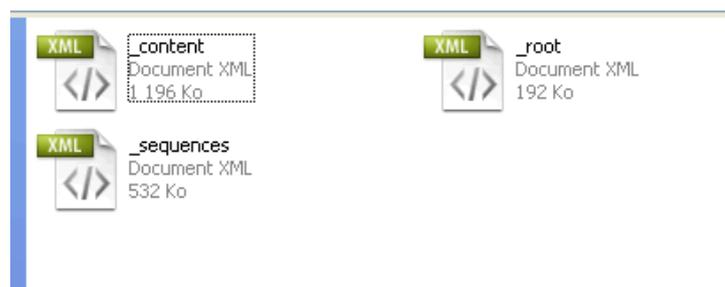 XML
_content
Document XML
1 196 Ko
XML
_root
Document XML
192 Ko
XML
_sequences
Document XML
532 Ko